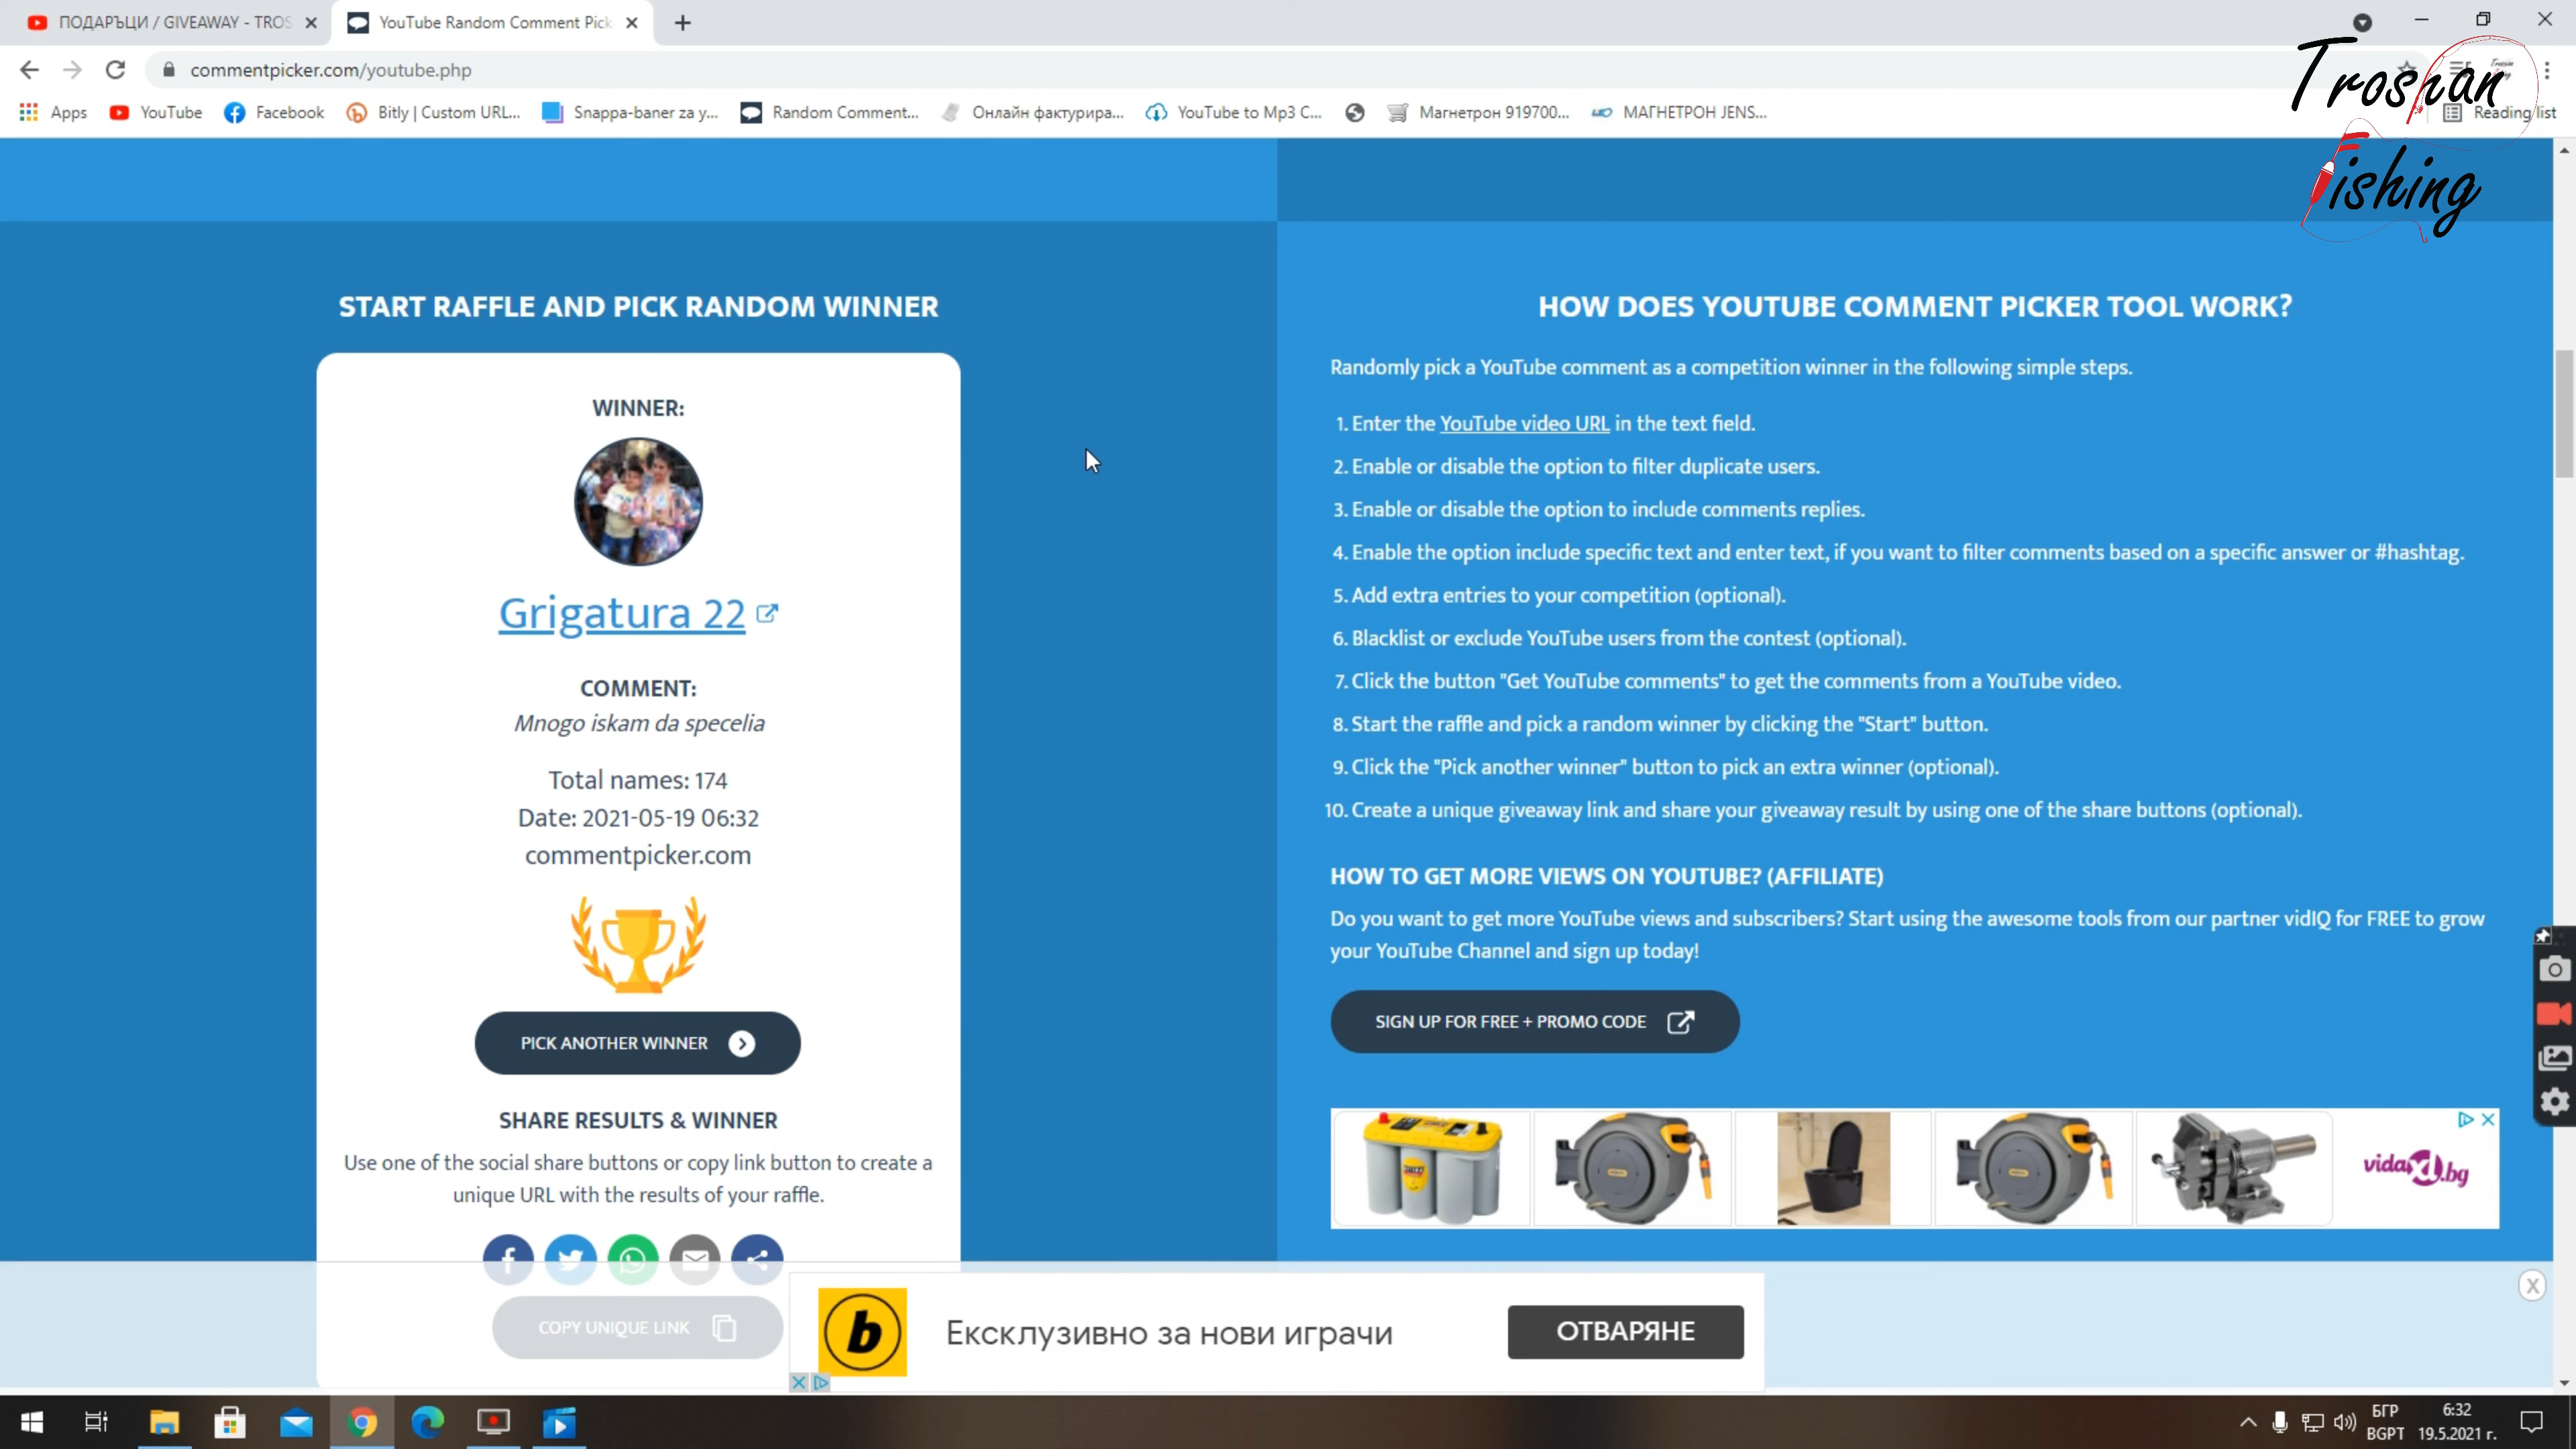 ПОДАРЪЦИ / GIVEAWAY - TROS
YouTube Random Comment Pick
commentpicker.com/youtube.php
Apps
YouTube
Facebook
Bitly | Custom URL...
Snappa-baner za y...
Random Comment...
Онлайн фактурира...
YouTube to Mp3 C...
Магнетрон 919700...
МАГНЕТРОН JENS...
Reading list
Troshan
Fishing
START RAFFLE AND PICK RANDOM WINNER
WINNER:
Grigatura 22
COMMENT:
Mnogo iskam da specelia
Total names: 174
Date: 2021-05-19 06:32
commentpicker.com
PICK ANOTHER WINNER
SHARE RESULTS & WINNER
Use one of the social share buttons or copy link button to create a
unique URL with the results of your raffle.
COPY UNIQUE LINK
HOW DOES YOUTUBE COMMENT PICKER TOOL WORK?
Randomly pick a YouTube comment as a competition winner in the following simple steps.
1. Enter the YouTube video URL in the text field.
2. Enable or disable the option to filter duplicate users.
3. Enable or disable the option to include comments replies.
4. Enable the option include specific text and enter text, if you want to filter comments based on a specific answer or #hashtag.
5. Add extra entries to your competition (optional).
6. Blacklist or exclude YouTube users from the contest (optional).
7. Click the button "Get YouTube comments" to get the comments from a YouTube video.
8. Start the raffle and pick a random winner by clicking the "Start" button.
9. Click the "Pick another winner" button to pick an extra winner (optional).
10. Create a unique giveaway link and share your giveaway result by using one of the share buttons (optional).
HOW TO GET MORE VIEWS ON YOUTUBE? (AFFILIATE)
Do you want to get more YouTube views and subscribers? Start using the awesome tools from our partner vidIQ for FREE to grow
your YouTube Channel and sign up today!
SIGN UP FOR FREE + PROMO CODE
vidaXL.bg
b
Ексклузивно за нови играчи
ОТВАРЯНЕ
БГР
BGPT
6:32
19.5.2021 г.